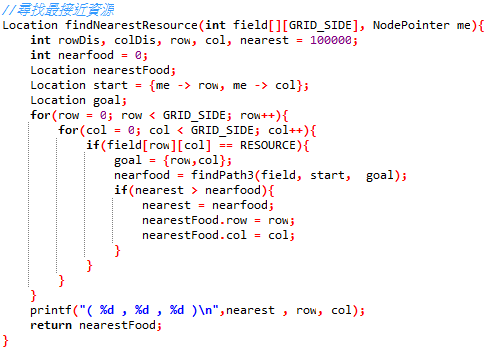 //尋找最接近資源
Location findNearestResource(int field[][GRID_SIDE], NodePointer me){
    int rowDis, colDis, row, col, nearest = 100000;
    int nearfood = 0;
    Location nearestFood;
    Location start = {me -> row, me -> col};
    Location goal;
    for(row = 0; row < GRID_SIDE; row++){
        for(col = 0; col < GRID_SIDE; col++){
            if(field[row][col] == RESOURCE){
                goal = {row,col};
                nearfood = findPath3(field, start,  goal);
                if(nearest > nearfood){
                    nearest = nearfood;
                    nearestFood.row = row;
                    nearestFood.col = col;
                }
            }
        }
    }
    printf("( %d , %d , %d )\n",nearest , row, col);
    return nearestFood;
}